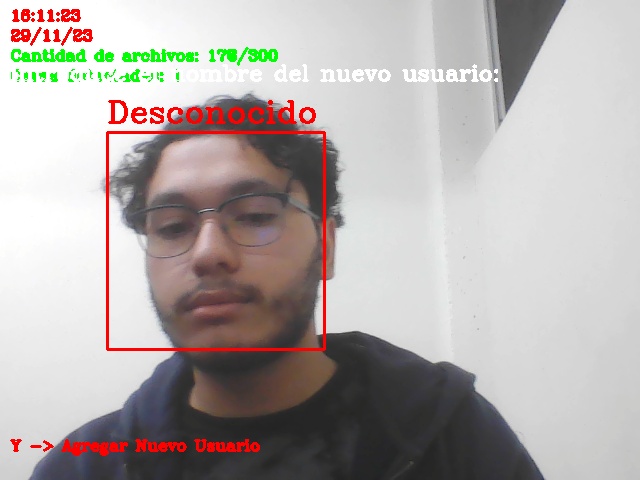 16:11:23
29/11/23
Cantidad de archivos: 176/300
nombre del nuevo usuario:
Desconocido
Y -> Agregar Nuevo Usuario